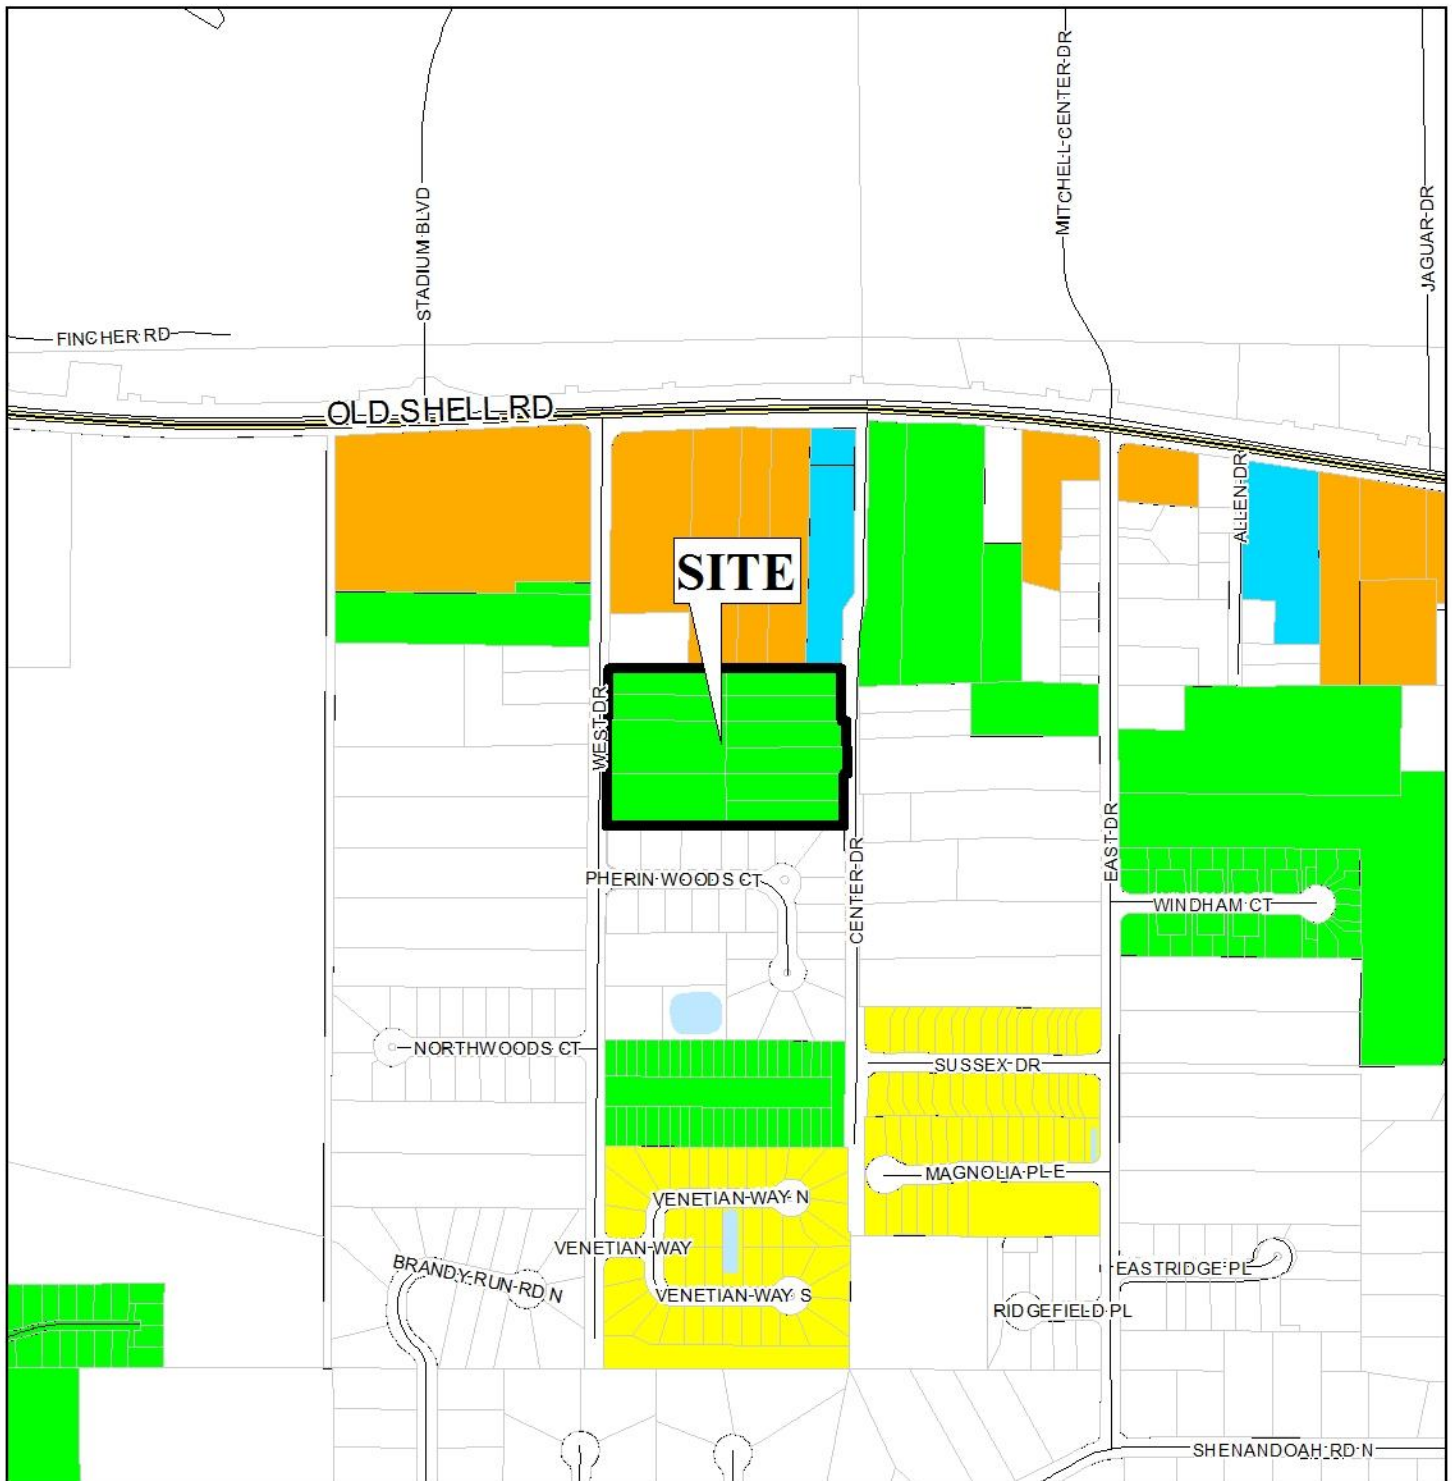 MITCHELL CENTER DR
STADIUM BLVD
JAGUAR DR
FINCHER RD
OLD SHELL RD
ALLEN DR
SITE
WEST DR
EAST DR
PHERIN WOODS CT
CENTER DR
WINDHAM CT
NORTHWOODS CT
SUSSEX DR
MAGNOLIA PL E
VENETIAN WAY N
VENETIAN WAY
BRANDY RUN RD N
EASTRIDGE PL
VENETIAN WAY S
RIDGEFIELD PL
SHENANDOAH RD N